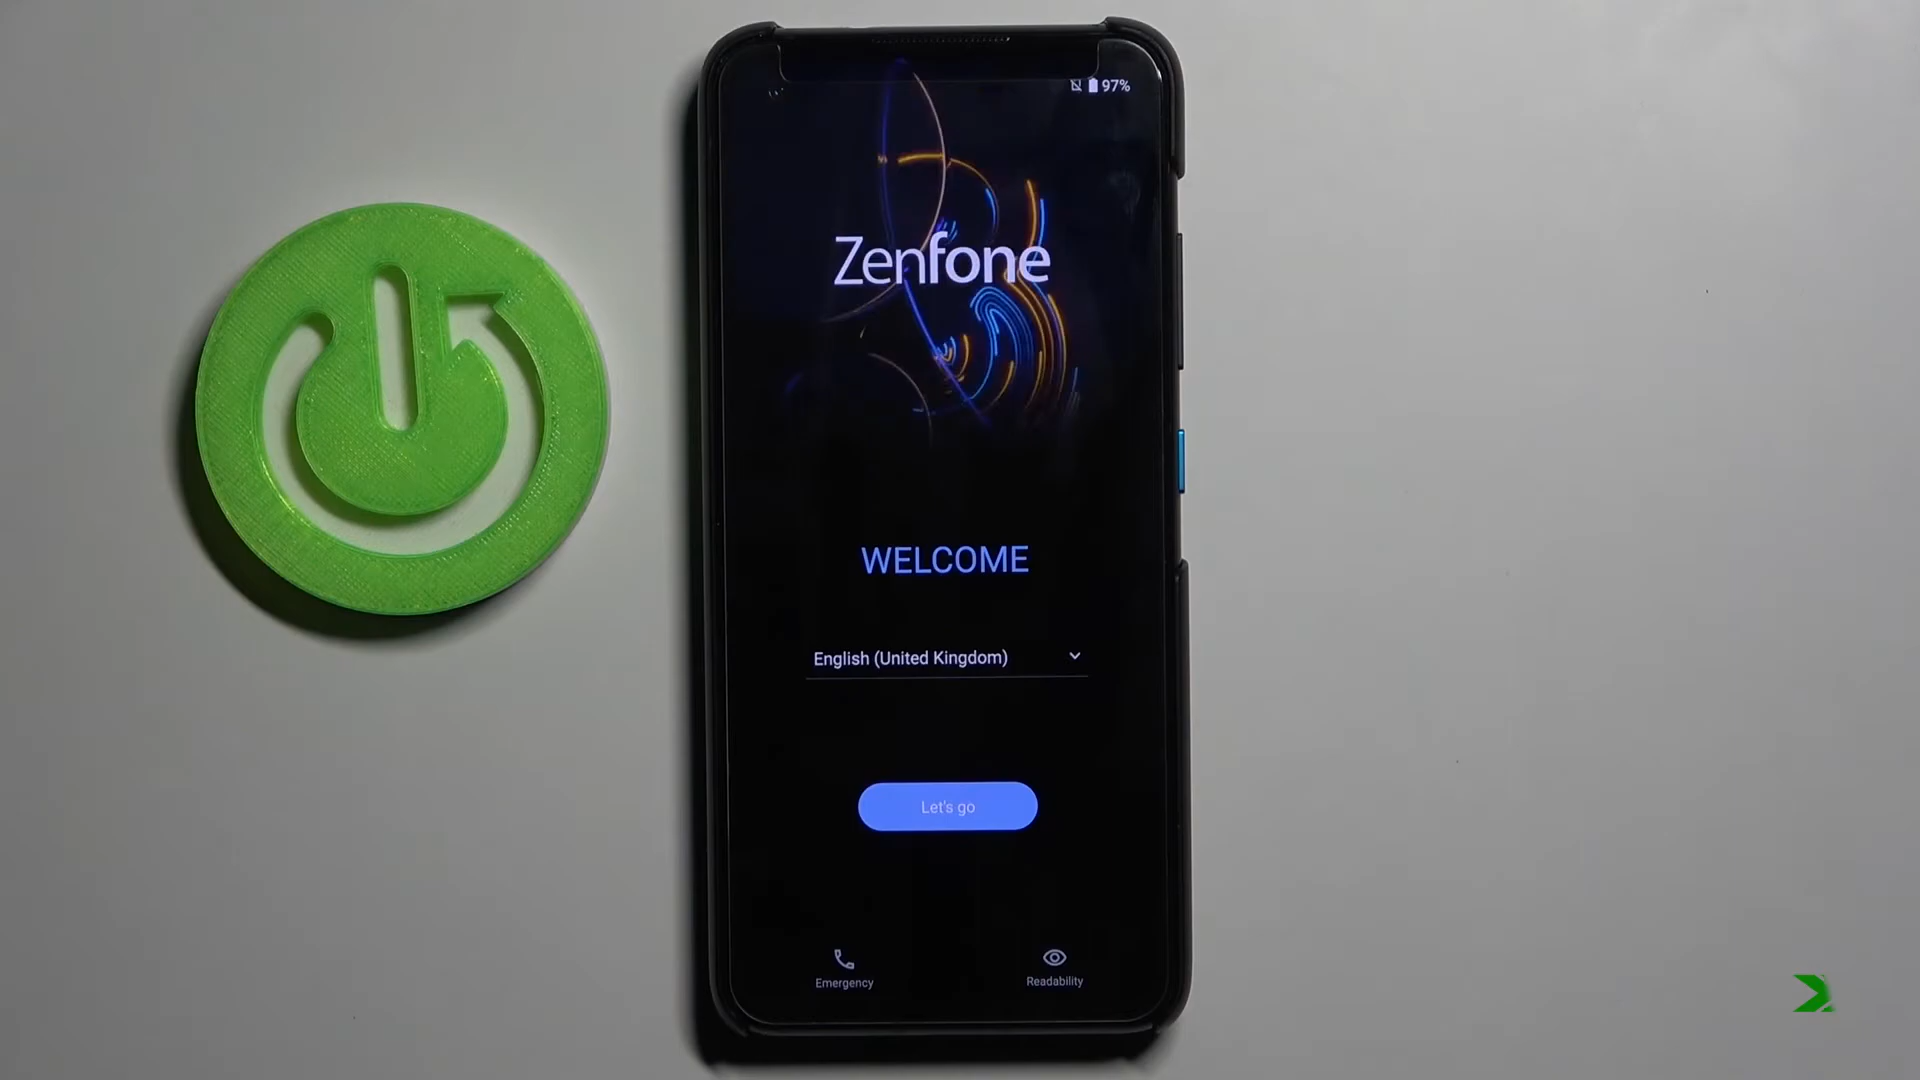 97%
Zenfone
WELCOME
English (United Kingdom)
Let's go
Emergency
Readability